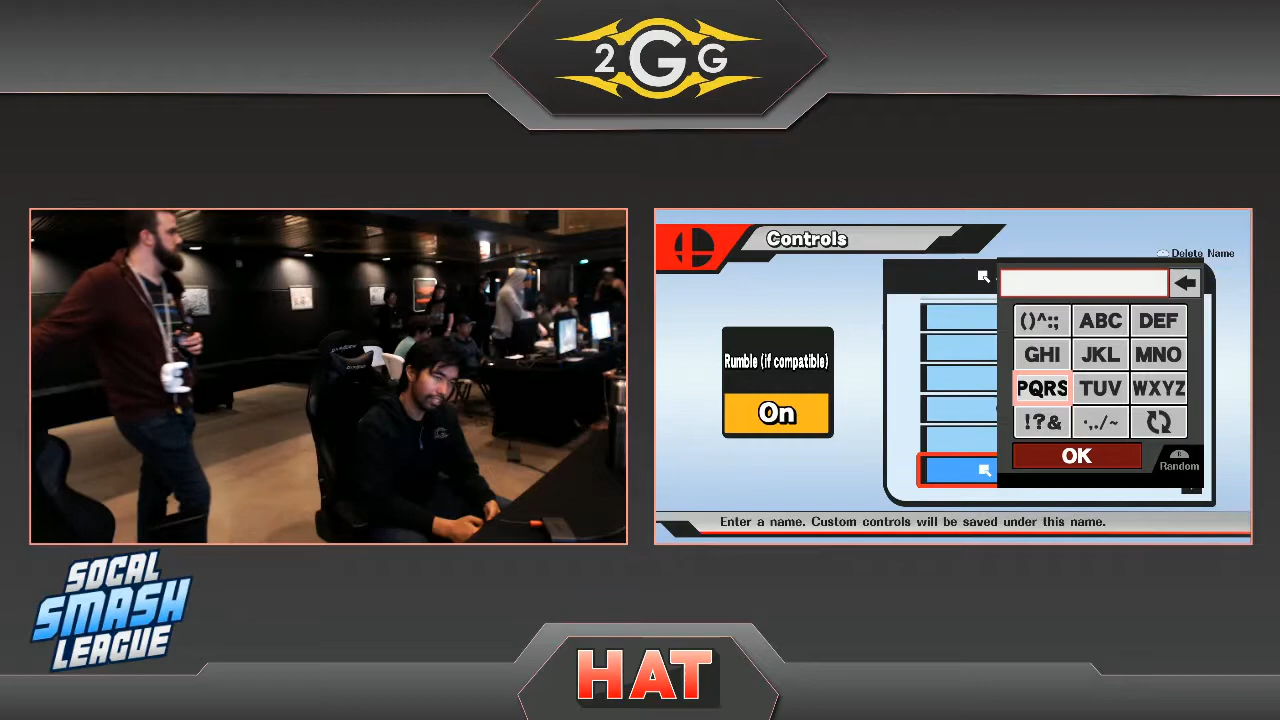 2GG
Controls
Delete Name
Rumble (if compatible)
On
()^:;
ABC
DEF
GHI
JKL
MNO
PQRS
TUV
WXYZ
!?&
·,./~
OK
R
Random
Enter a name. Custom controls will be saved under this name.
SOCAL
SMASH
LEAGUE
HAT